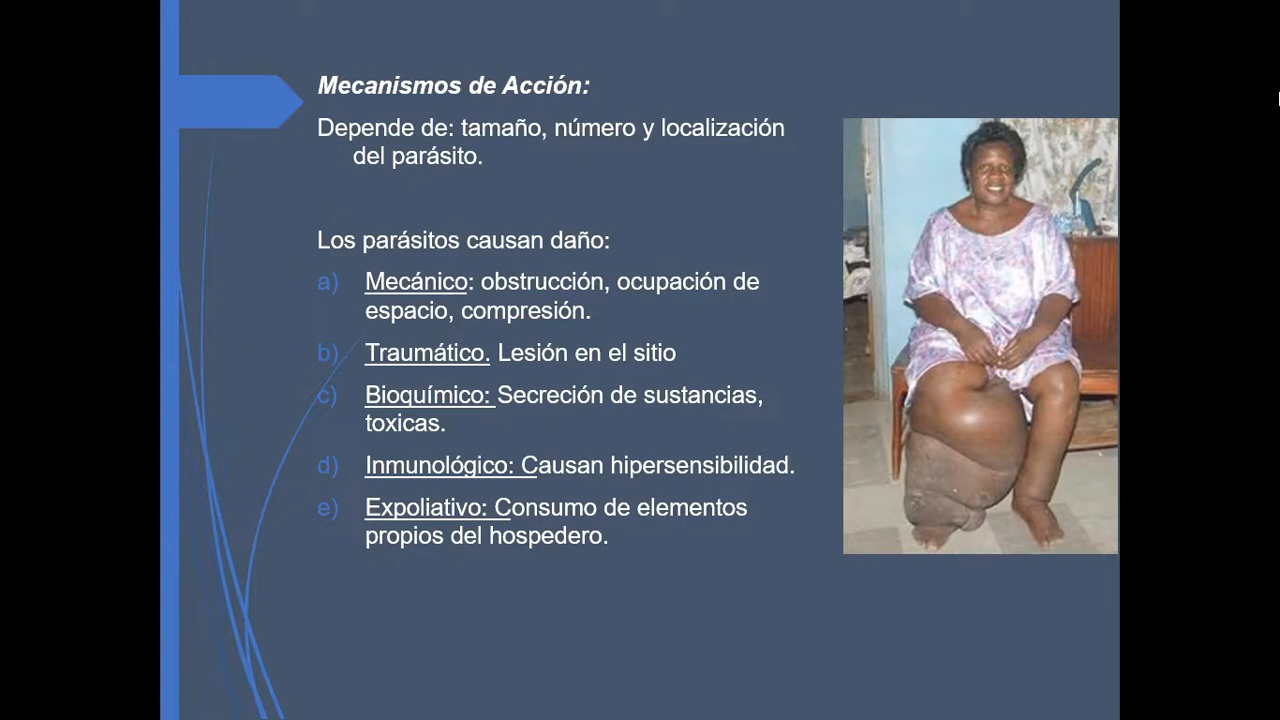 Mecanismos de Acción:
Depende de: tamaño, número y localización
del parásito.
Los parásitos causan daño:
a) Mecánico: obstrucción, ocupación de
espacio, compresión.
b) Traumático. Lesión en el sitio
c) Bioquímico: Secreción de sustancias,
toxicas.
d) Inmunológico: Causan hipersensibilidad.
e) Expoliativo: Consumo de elementos
propios del hospedero.